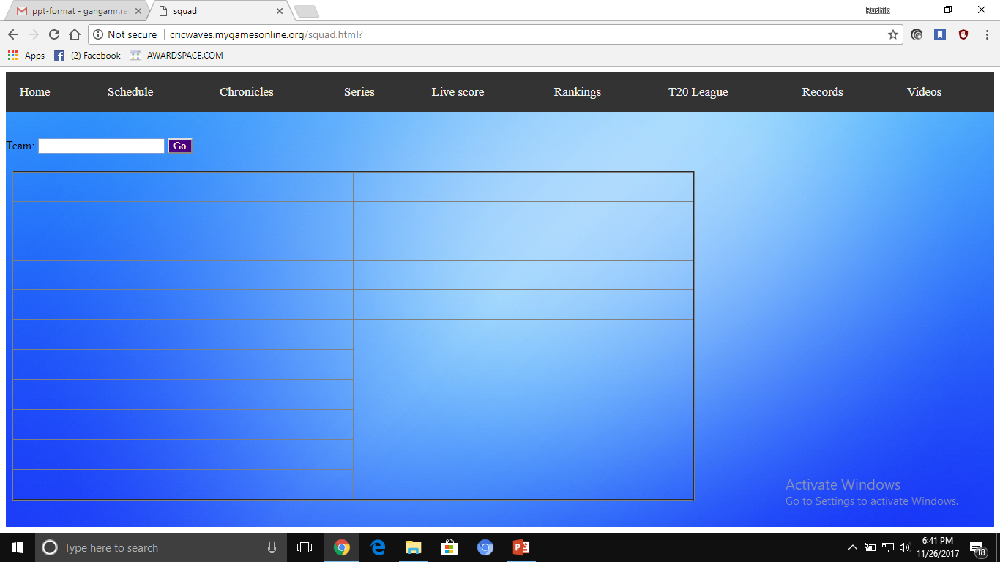 ppt-format - gangamr.re
squad
Rushik
Not secure
cricwaves.mygamesonline.org/squad.html?
Apps
(2) Facebook
AWARDSPACE.COM
Home
Schedule
Chronicles
Series
Live score
Rankings
T20 League
Records
Videos
Team:
Go
Activate Windows
Go to Settings to activate Windows.
Type here to search
6:41 PM
11/26/2017
18